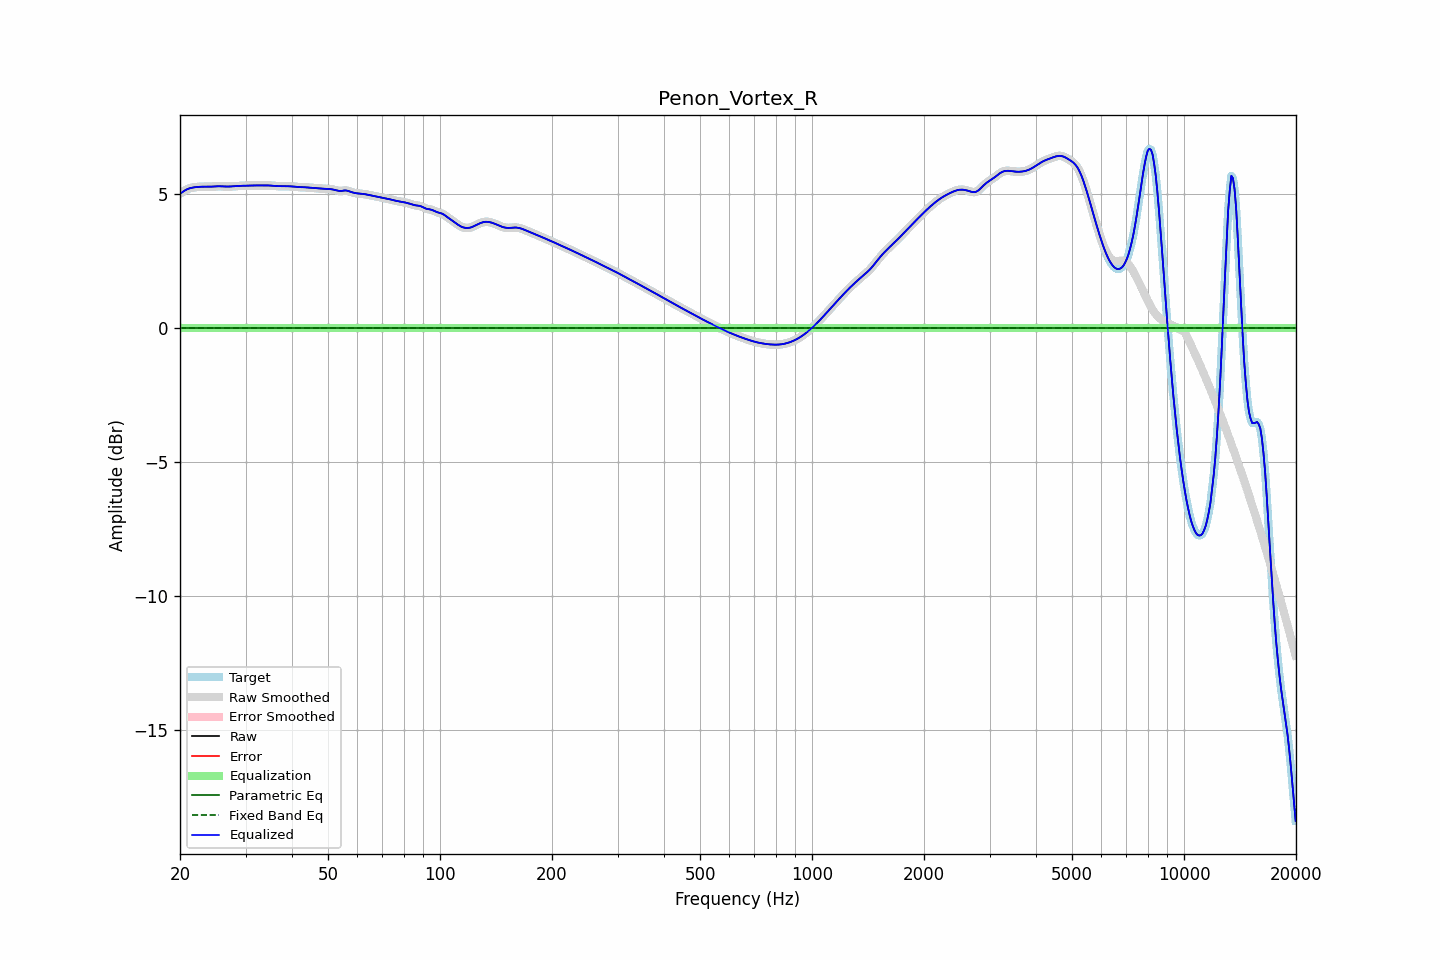 Penon_Vortex_R
5
0
−5
−10
−15
Amplitude (dBr)
Target
Raw Smoothed
Error Smoothed
Raw
Error
Equalization
Parametric Eq
Fixed Band Eq
Equalized
20 50 100 200 500 1000 2000 5000 10000 20000
Frequency (Hz)